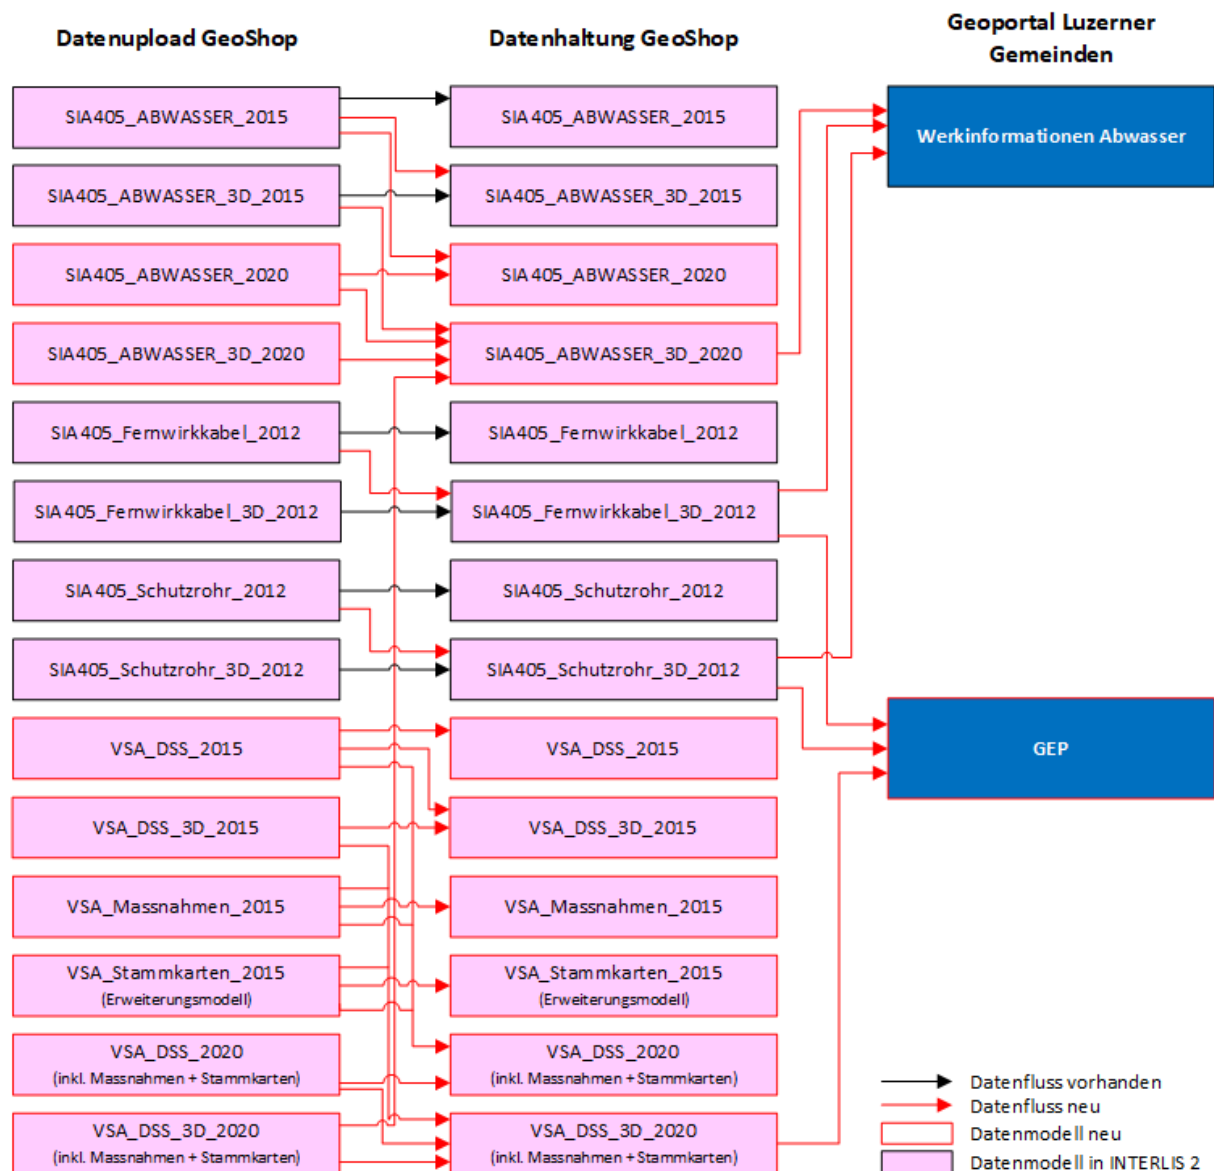 Datenupload GeoShop
Datenhaltung GeoShop
Geoportal Luzerner
Gemeinden
SIA405_ABWASSER_2015
SIA405_ABWASSER_2015
Werkinformationen Abwasser
SIA405_ABWASSER_3D_2015
SIA405_ABWASSER_3D_2015
SIA405_ABWASSER_2020
SIA405_ABWASSER_2020
SIA405_ABWASSER_3D_2020
SIA405_ABWASSER_3D_2020
SIA405_Fernwirkkabel_2012
SIA405_Fernwirkkabel_2012
SIA405_Fernwirkkabel_3D_2012
SIA405_Fernwirkkabel_3D_2012
SIA405_Schutzrohr_2012
SIA405_Schutzrohr_2012
SIA405_Schutzrohr_3D_2012
SIA405_Schutzrohr_3D_2012
VSA_DSS_2015
VSA_DSS_2015
GEP
VSA_DSS_3D_2015
VSA_DSS_3D_2015
VSA_Massnahmen_2015
VSA_Massnahmen_2015
VSA_Stammkarten_2015
(Erweiterungsmodell)
VSA_Stammkarten_2015
(Erweiterungsmodell)
VSA_DSS_2020
(inkl. Massnahmen + Stammkarten)
VSA_DSS_2020
(inkl. Massnahmen + Stammkarten)
VSA_DSS_3D_2020
(inkl. Massnahmen + Stammkarten)
VSA_DSS_3D_2020
(inkl. Massnahmen + Stammkarten)
Datenfluss vorhanden
Datenfluss neu
Datenmodell neu
Datenmodell in INTERLIS 2